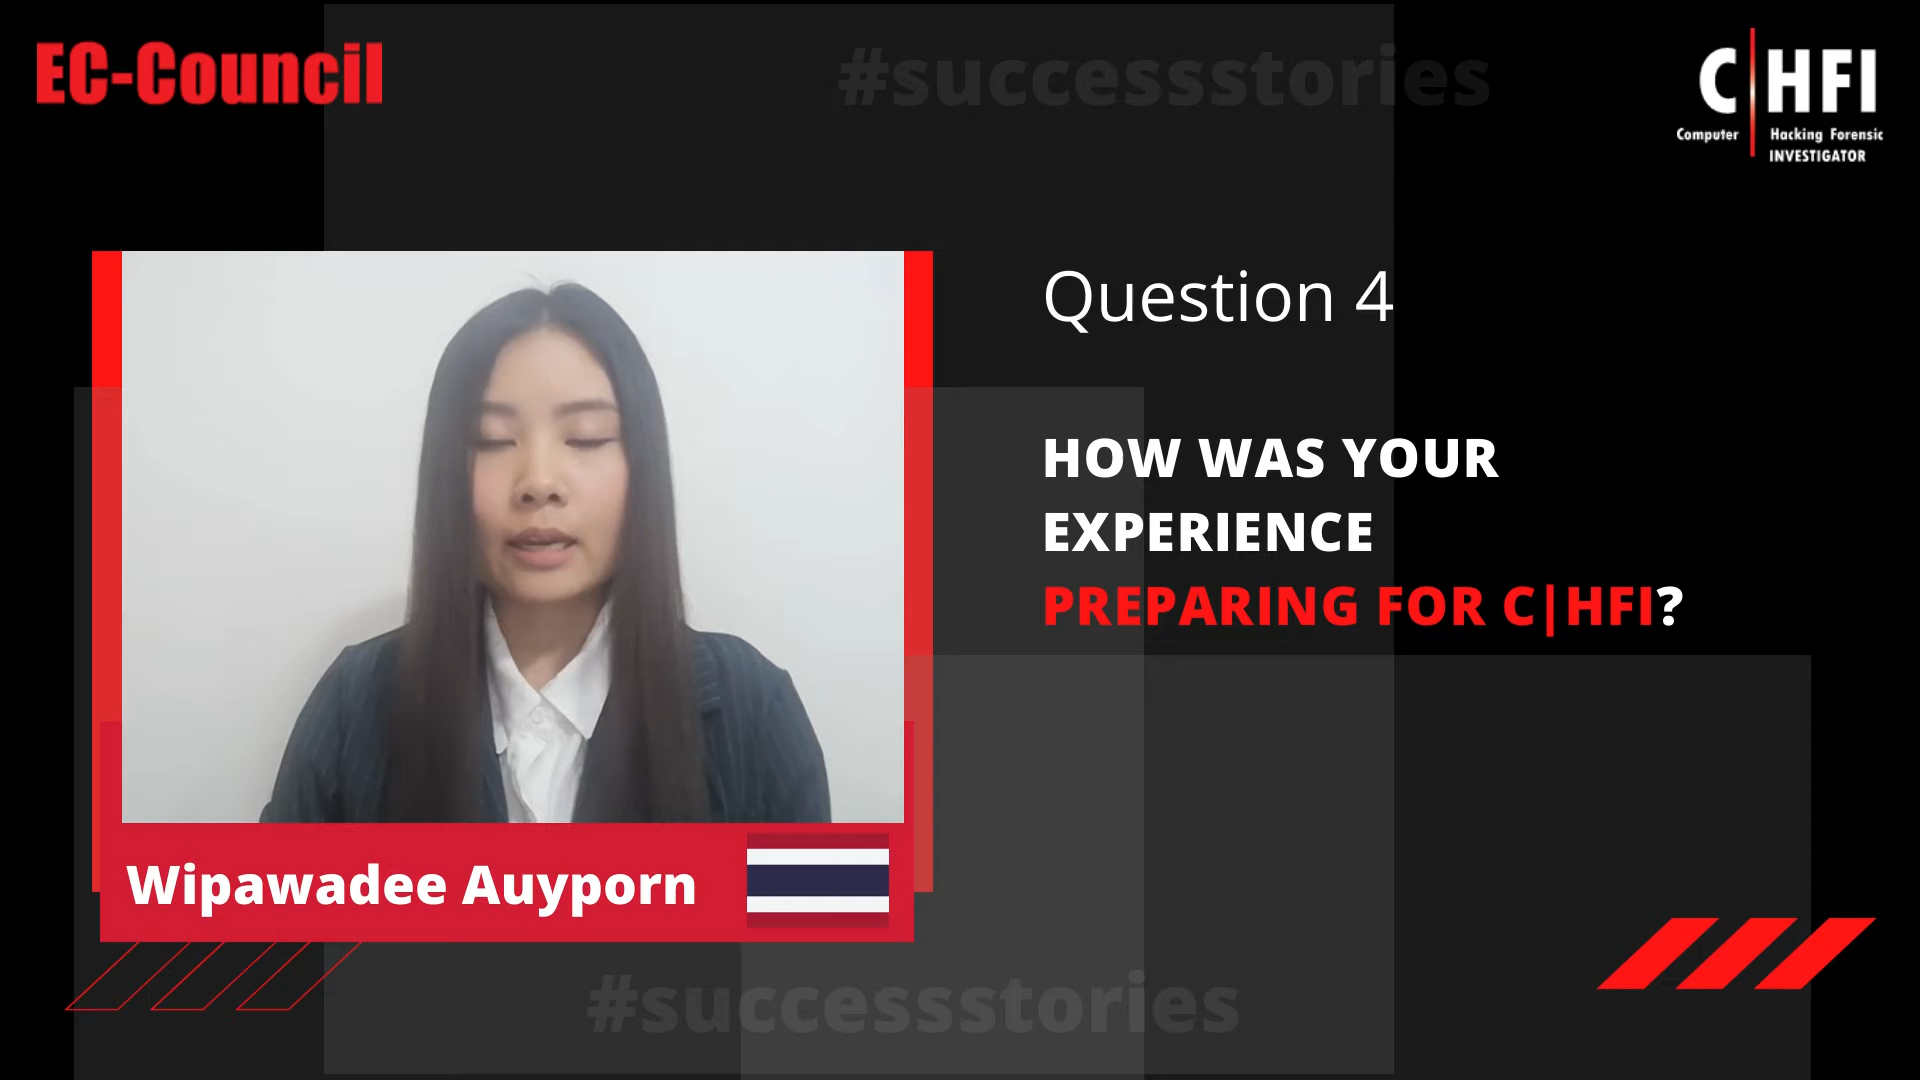 EC-Council
#successstories
C|HFI
Computer Hacking Forensic
INVESTIGATOR
Question 4
HOW WAS YOUR
EXPERIENCE
PREPARING FOR C|HFI?
Wipawadee Auyporn
#successstories